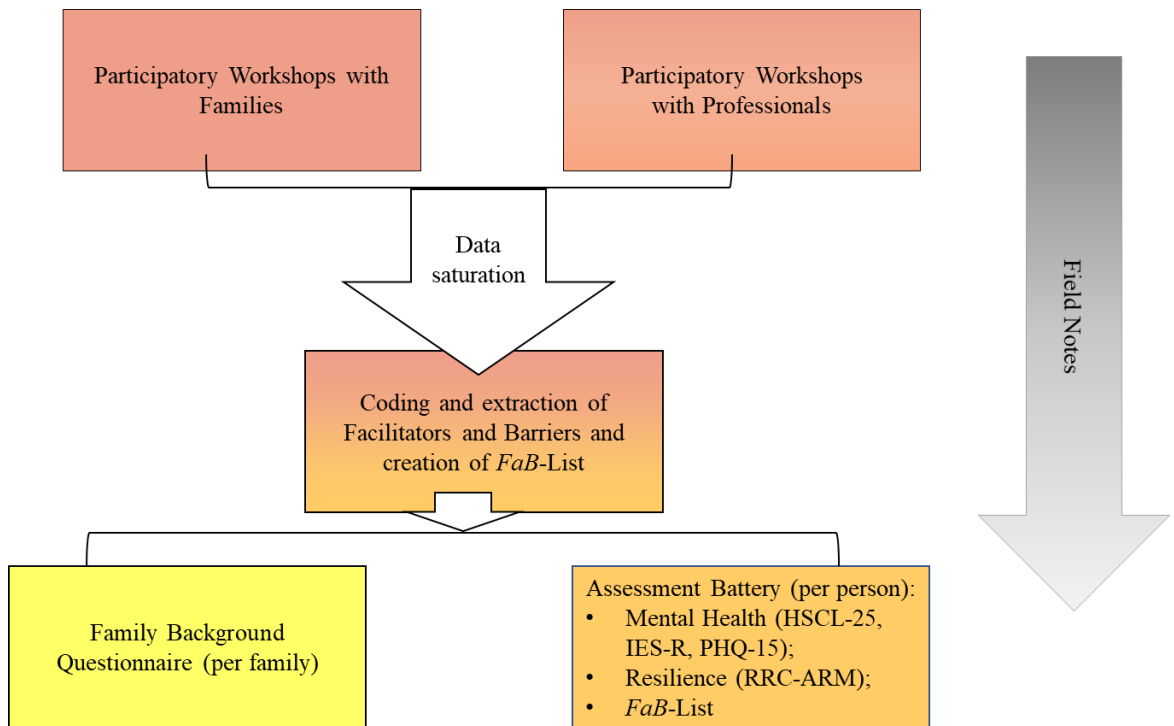 Participatory Workshops with
Families
Participatory Workshops
with Professionals
Data
saturation
Field Notes
Coding and extraction of
Facilitators and Barriers and
creation of FaB-List
Family Background
Questionnaire (per family)
Assessment Battery (per person):
• Mental Health (HSCL-25,
IES-R, PHQ-15);
• Resilience (RRC-ARM);
• FaB-List